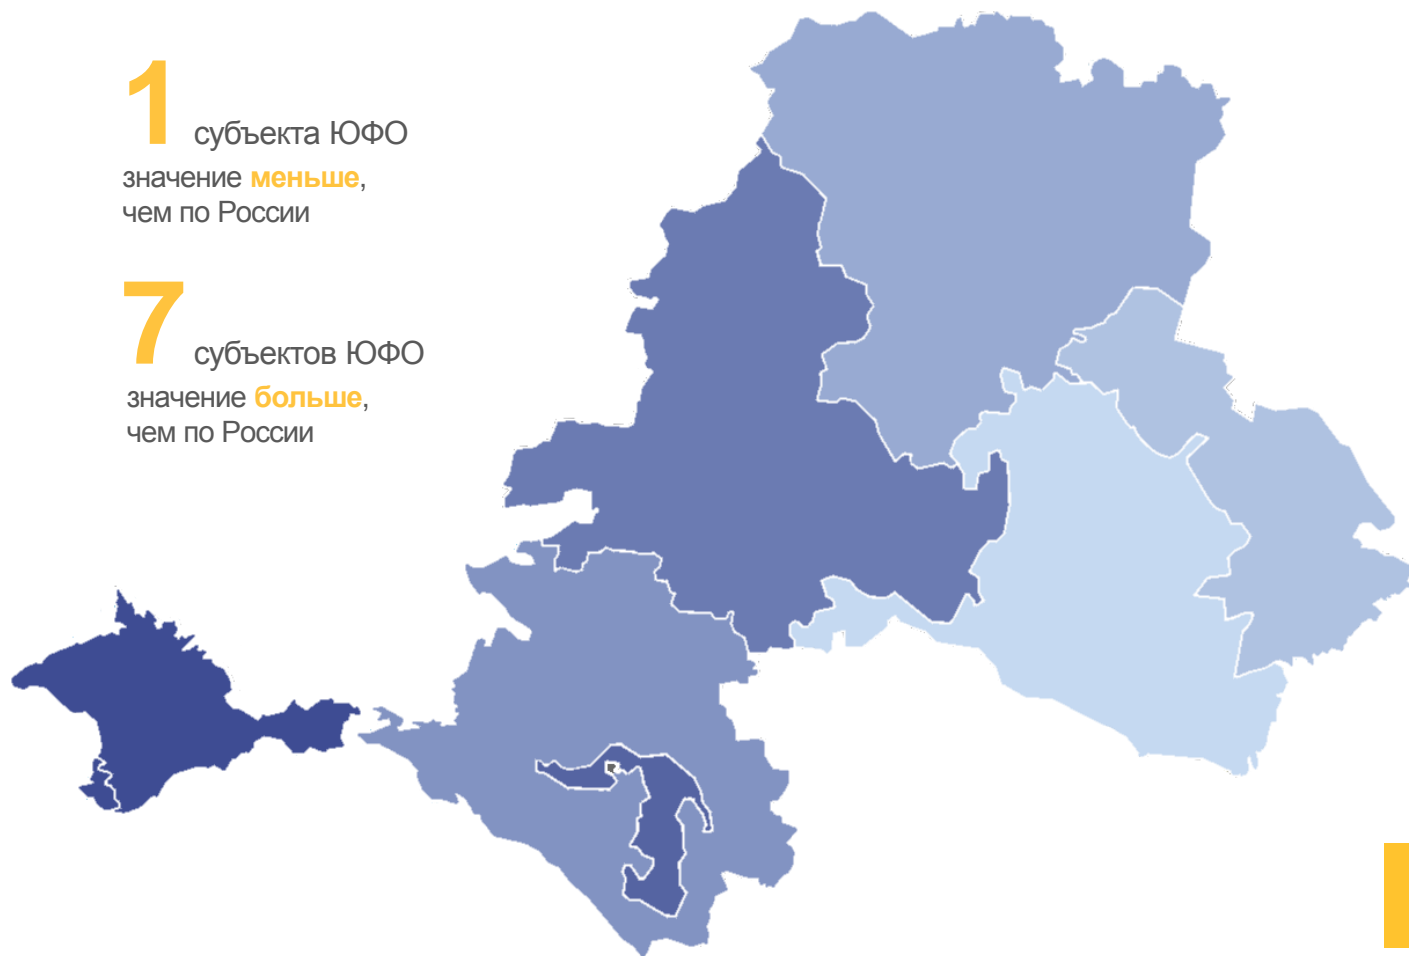 1 субъекта ЮФО
значение меньше,
чем по России
7 субъектов ЮФО
значение больше,
чем по России